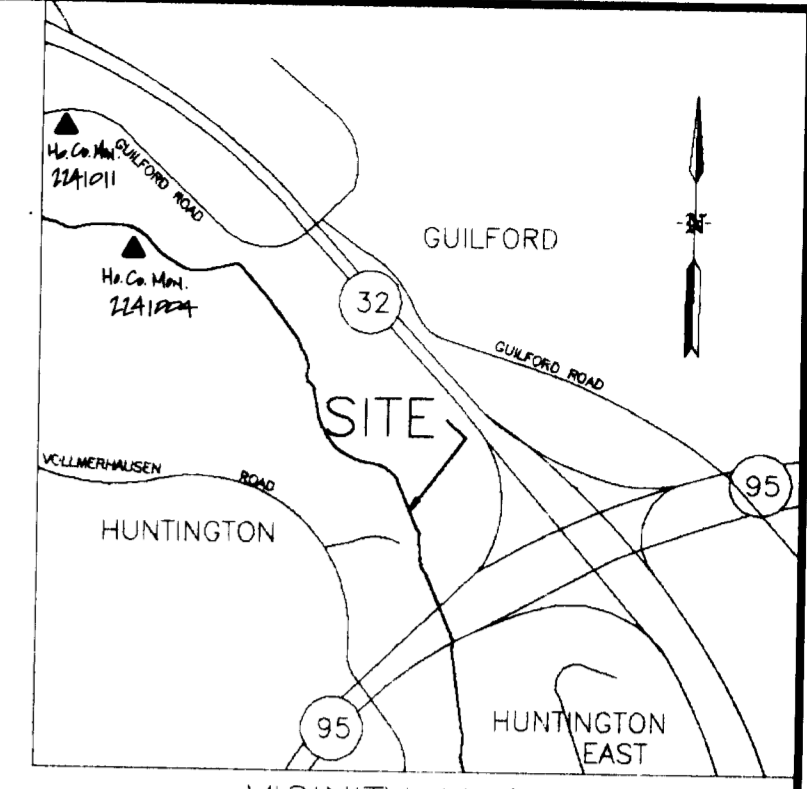 Ho. Co. Mon.
2241011
GUILFORD ROAD
Ho. Co. Mon.
GUILFORD
N
32
GUILFORD ROAD
SITE
VOLLMERHAUSEN ROAD
95
HUNTINGTON
95
HUNTINGTON
EAST